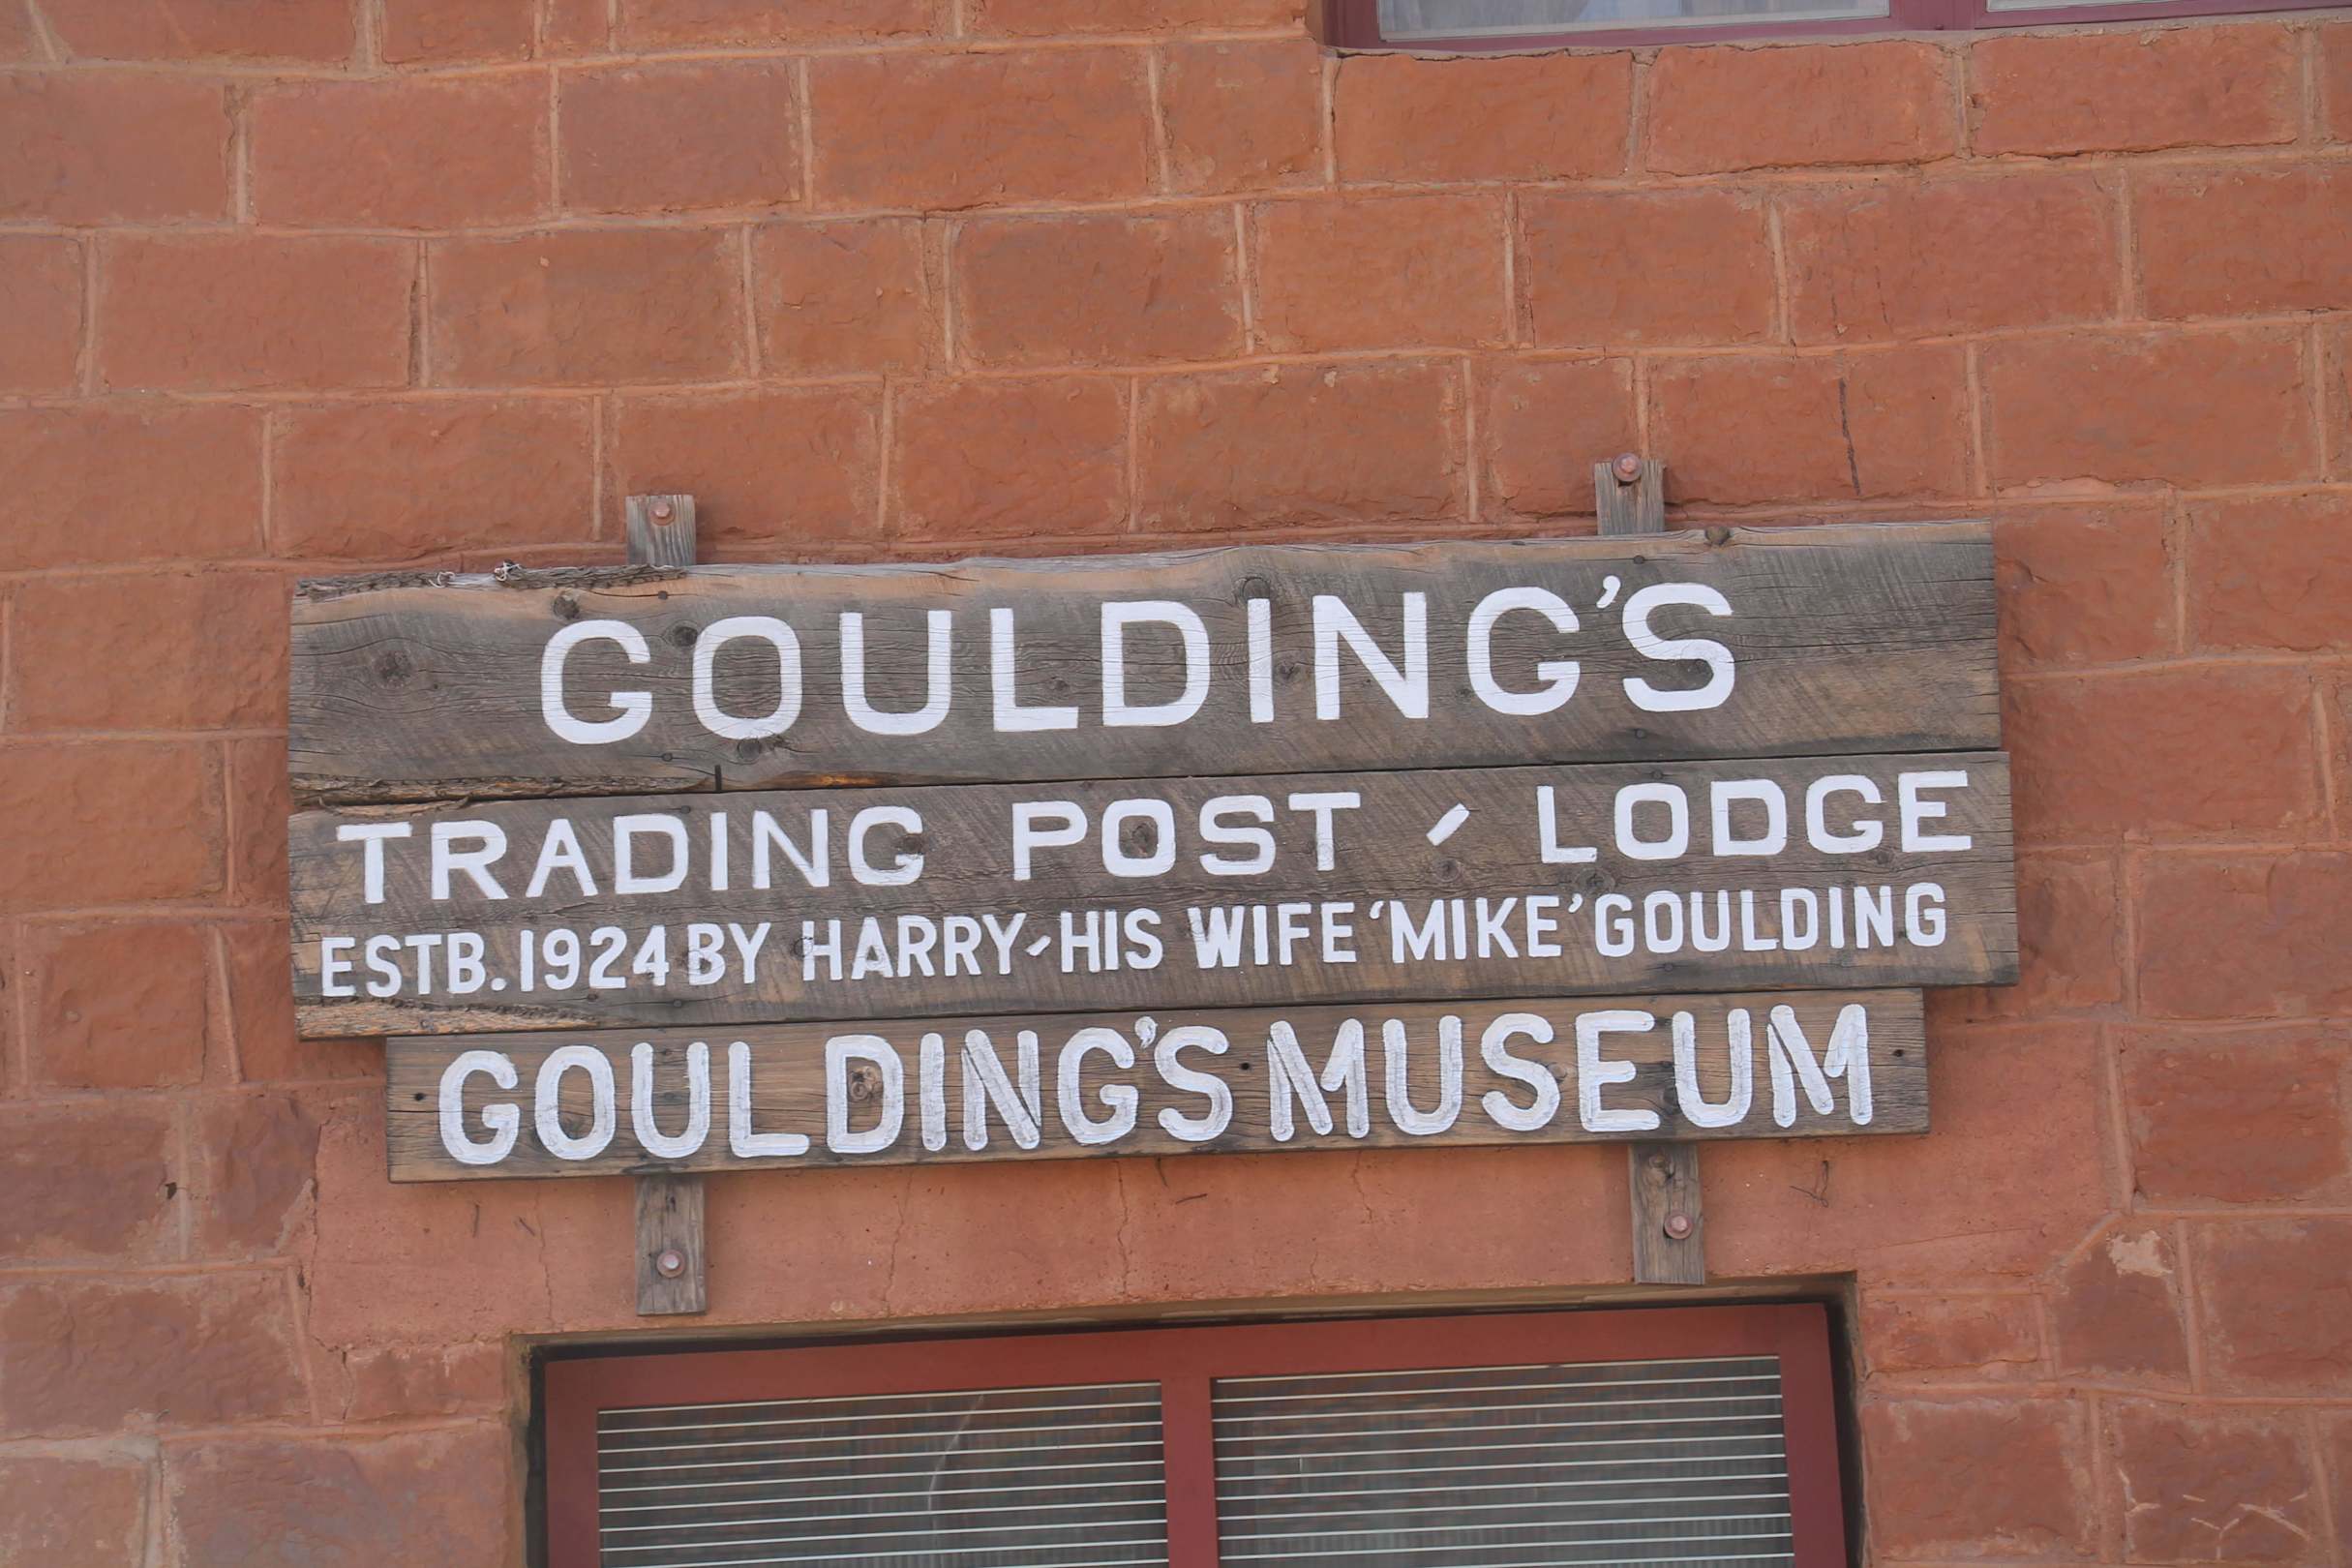 GOULDING'S
TRADING POST - LODGE
ESTB. 1924 BY HARRY-HIS WIFE 'MIKE' GOULDING
GOULDING'S MUSEUM